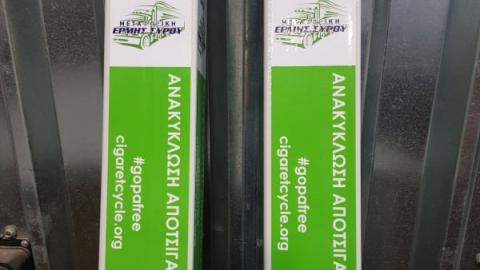 ΜΕΤΑΦΟΡΙΚΗ
ΕΡΜΗΣ ΣΥΡΟΥ
ΑΝΑΚΥΚΛΩΣΗ ΑΠΟΤΣΙΓΑ
#gopafree
cigaretcycle.org
ΜΕΤΑΦΟΡΙΚΗ
ΕΡΜΗΣ ΣΥΡΟΥ
ΑΝΑΚΥΚΛΩΣΗ ΑΠΟΤΣΙΓΑ
#gopafree
cigaretcycle.org